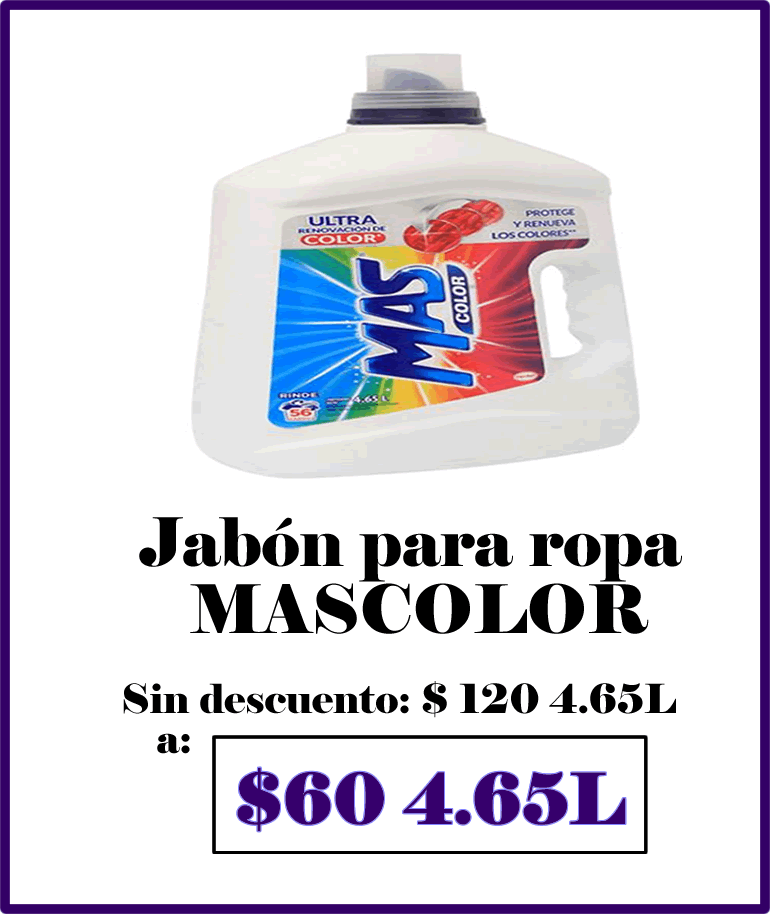 ULTRA
RENOVACIÓN DE
COLOR
PROTEGE
Y RENUEVA
LOS COLORES**
MAS
COLOR
RINDE
56
4.65 L
Jabón para ropa
MASCOLOR
Sin descuento: $ 120 4.65L
a:
$60 4.65L